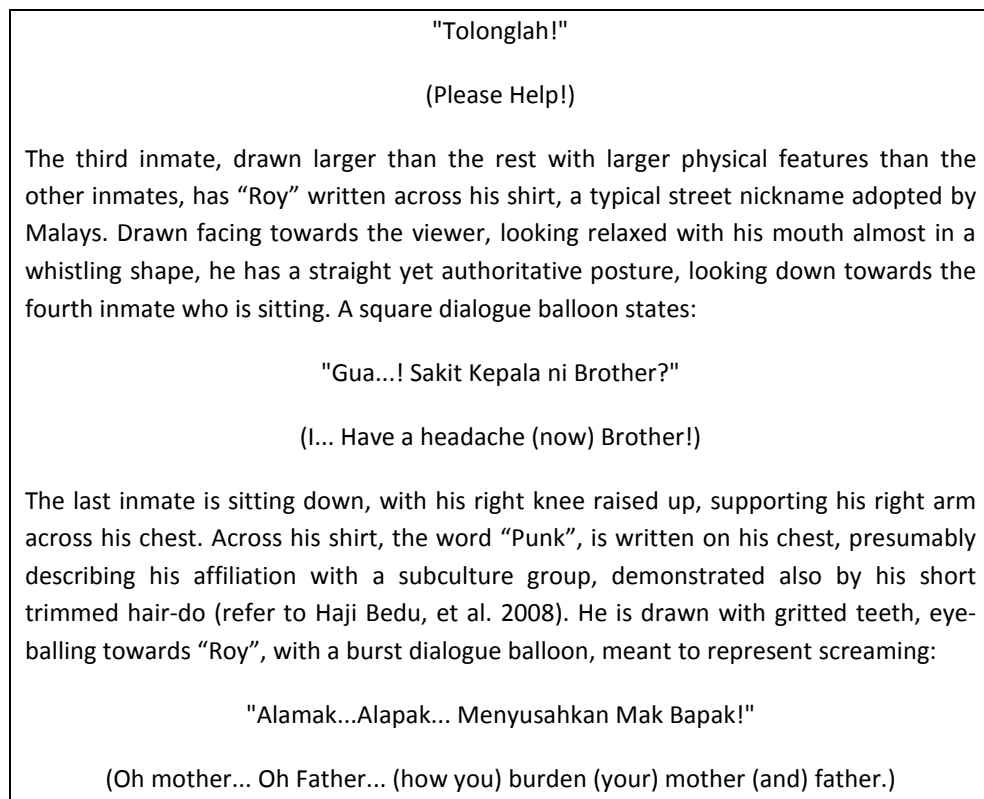 "Tolonglah!"
(Please Help!)
The third inmate, drawn larger than the rest with larger physical features than the
other inmates, has “Roy” written across his shirt, a typical street nickname adopted by
Malays. Drawn facing towards the viewer, looking relaxed with his mouth almost in a
whistling shape, he has a straight yet authoritative posture, looking down towards the
fourth inmate who is sitting. A square dialogue balloon states:
"Gua...! Sakit Kepala ni Brother?"
(I... Have a headache (now) Brother!)
The last inmate is sitting down, with his right knee raised up, supporting his right arm
across his chest. Across his shirt, the word “Punk”, is written on his chest, presumably
describing his affiliation with a subculture group, demonstrated also by his short
trimmed hair-do (refer to Haji Bedu, et al. 2008). He is drawn with gritted teeth, eye-
balling towards “Roy”, with a burst dialogue balloon, meant to represent screaming:
"Alamak...Alapak... Menyusahkan Mak Bapak!"
(Oh mother... Oh Father... (how you) burden (your) mother (and) father.)